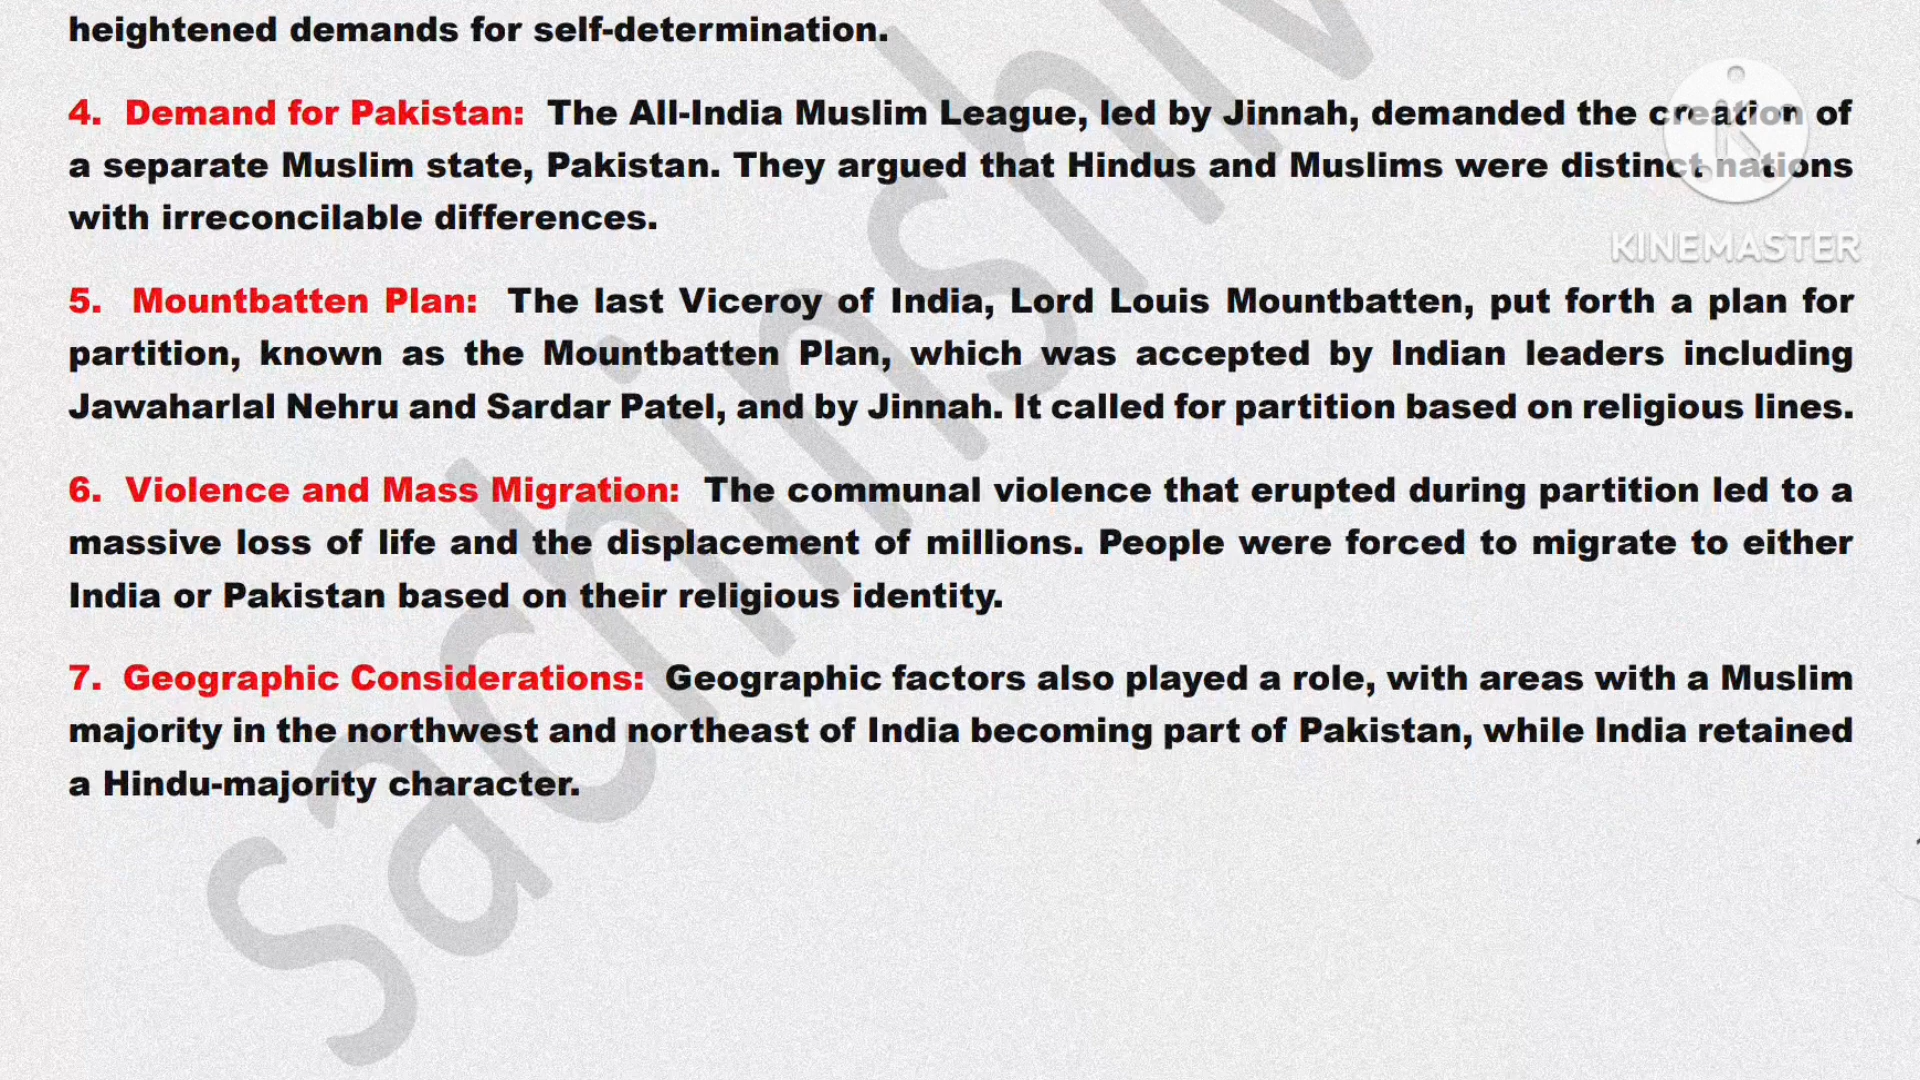 heightened demands for self-determination.
4. Demand for Pakistan: The All-India Muslim League, led by Jinnah, demanded the creation of
a separate Muslim state, Pakistan. They argued that Hindus and Muslims were distinct nations
with irreconcilable differences.
KINEMASTER
5. Mountbatten Plan: The last Viceroy of India, Lord Louis Mountbatten, put forth a plan for
partition, known as the Mountbatten Plan, which was accepted by Indian leaders including
Jawaharlal Nehru and Sardar Patel, and by Jinnah. It called for partition based on religious lines.
6. Violence and Mass Migration: The communal violence that erupted during partition led to a
massive loss of life and the displacement of millions. People were forced to migrate to either
India or Pakistan based on their religious identity.
7. Geographic Considerations: Geographic factors also played a role, with areas with a Muslim
majority in the northwest and northeast of India becoming part of Pakistan, while India retained
a Hindu-majority character.